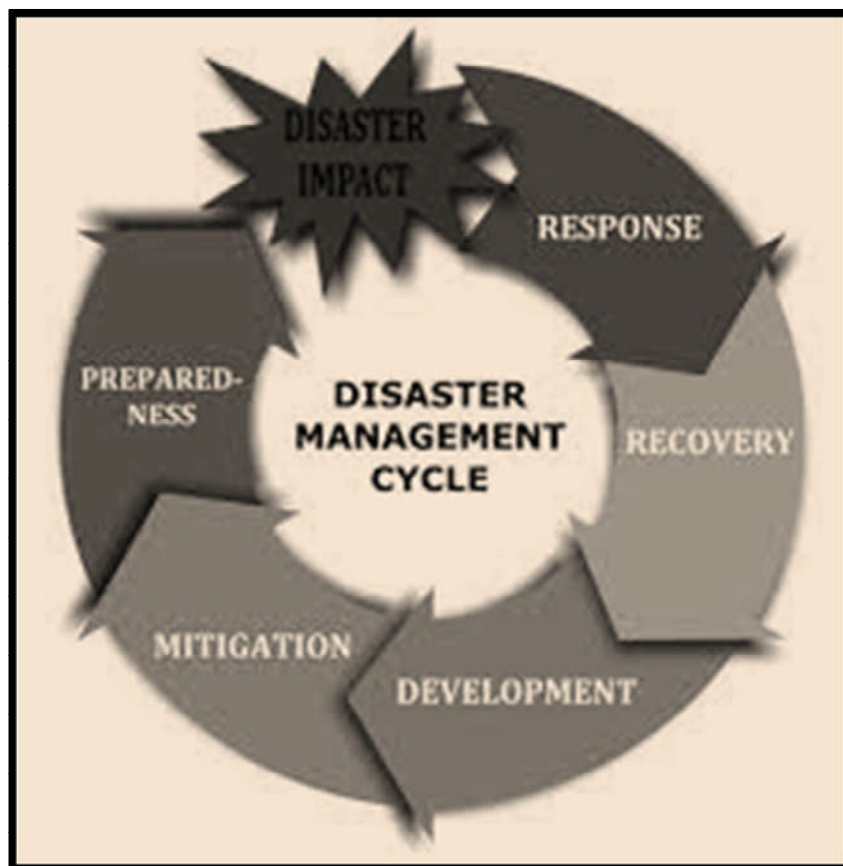 DISASTER
IMPACT
RESPONSE
RECOVERY
DEVELOPMENT
MITIGATION
PREPARED-
NESS
DISASTER
MANAGEMENT
CYCLE